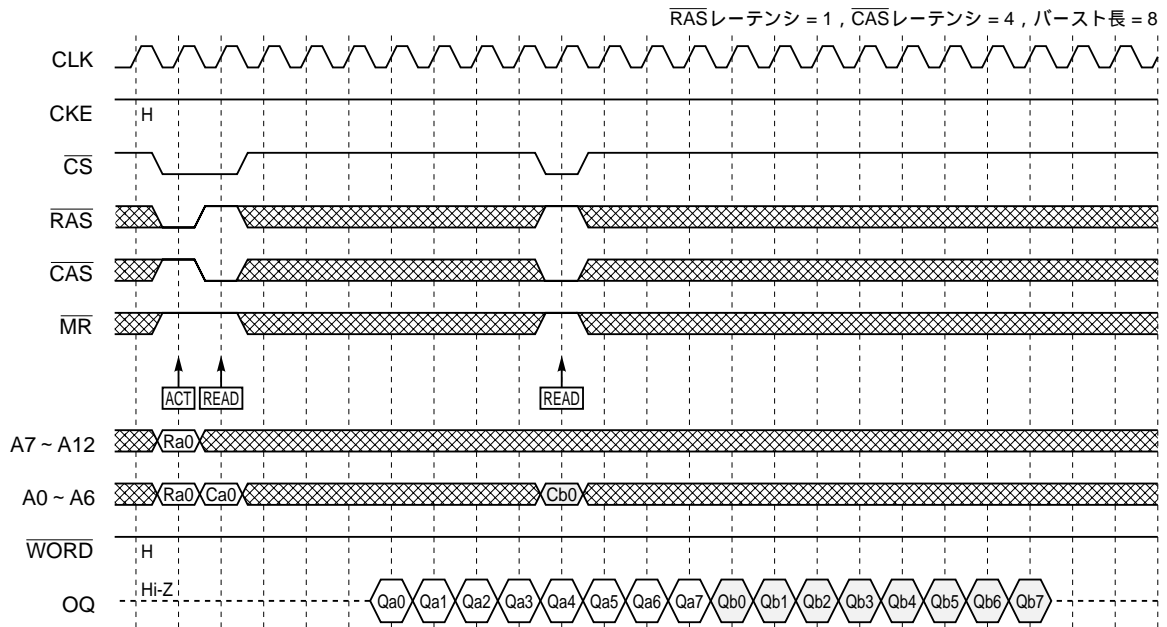 RASレーテンシ = 1 , CASレーテンシ = 4 , バースト長 = 8
CLK
CKE H
CS
RAS
CAS
MR
ACT READ READ
A7 ~ A12 Ra0
A0 ~ A6 Ra0 Ca0 Cb0
WORD H
OQ Hi-Z Qa0 Qa1 Qa2 Qa3 Qa4 Qa5 Qa6 Qa7 Qb0 Qb1 Qb2 Qb3 Qb4 Qb5 Qb6 Qb7